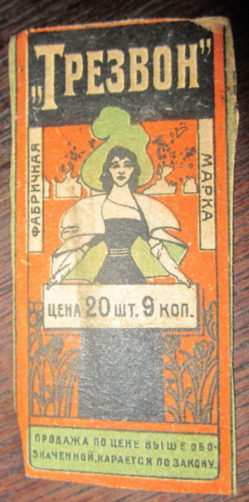 „ТРЕЗВОН"
ФАБРИЧНАЯ
МАРКА
ЦЕНА 20 ШТ. 9 КОП.
ПРОДАЖА ПО ЦЕНЕ ВЫШЕ ОБО-
ЗНАЧЕННОЙ, КАРАЕТСЯ ПО ЗАКОНУ.